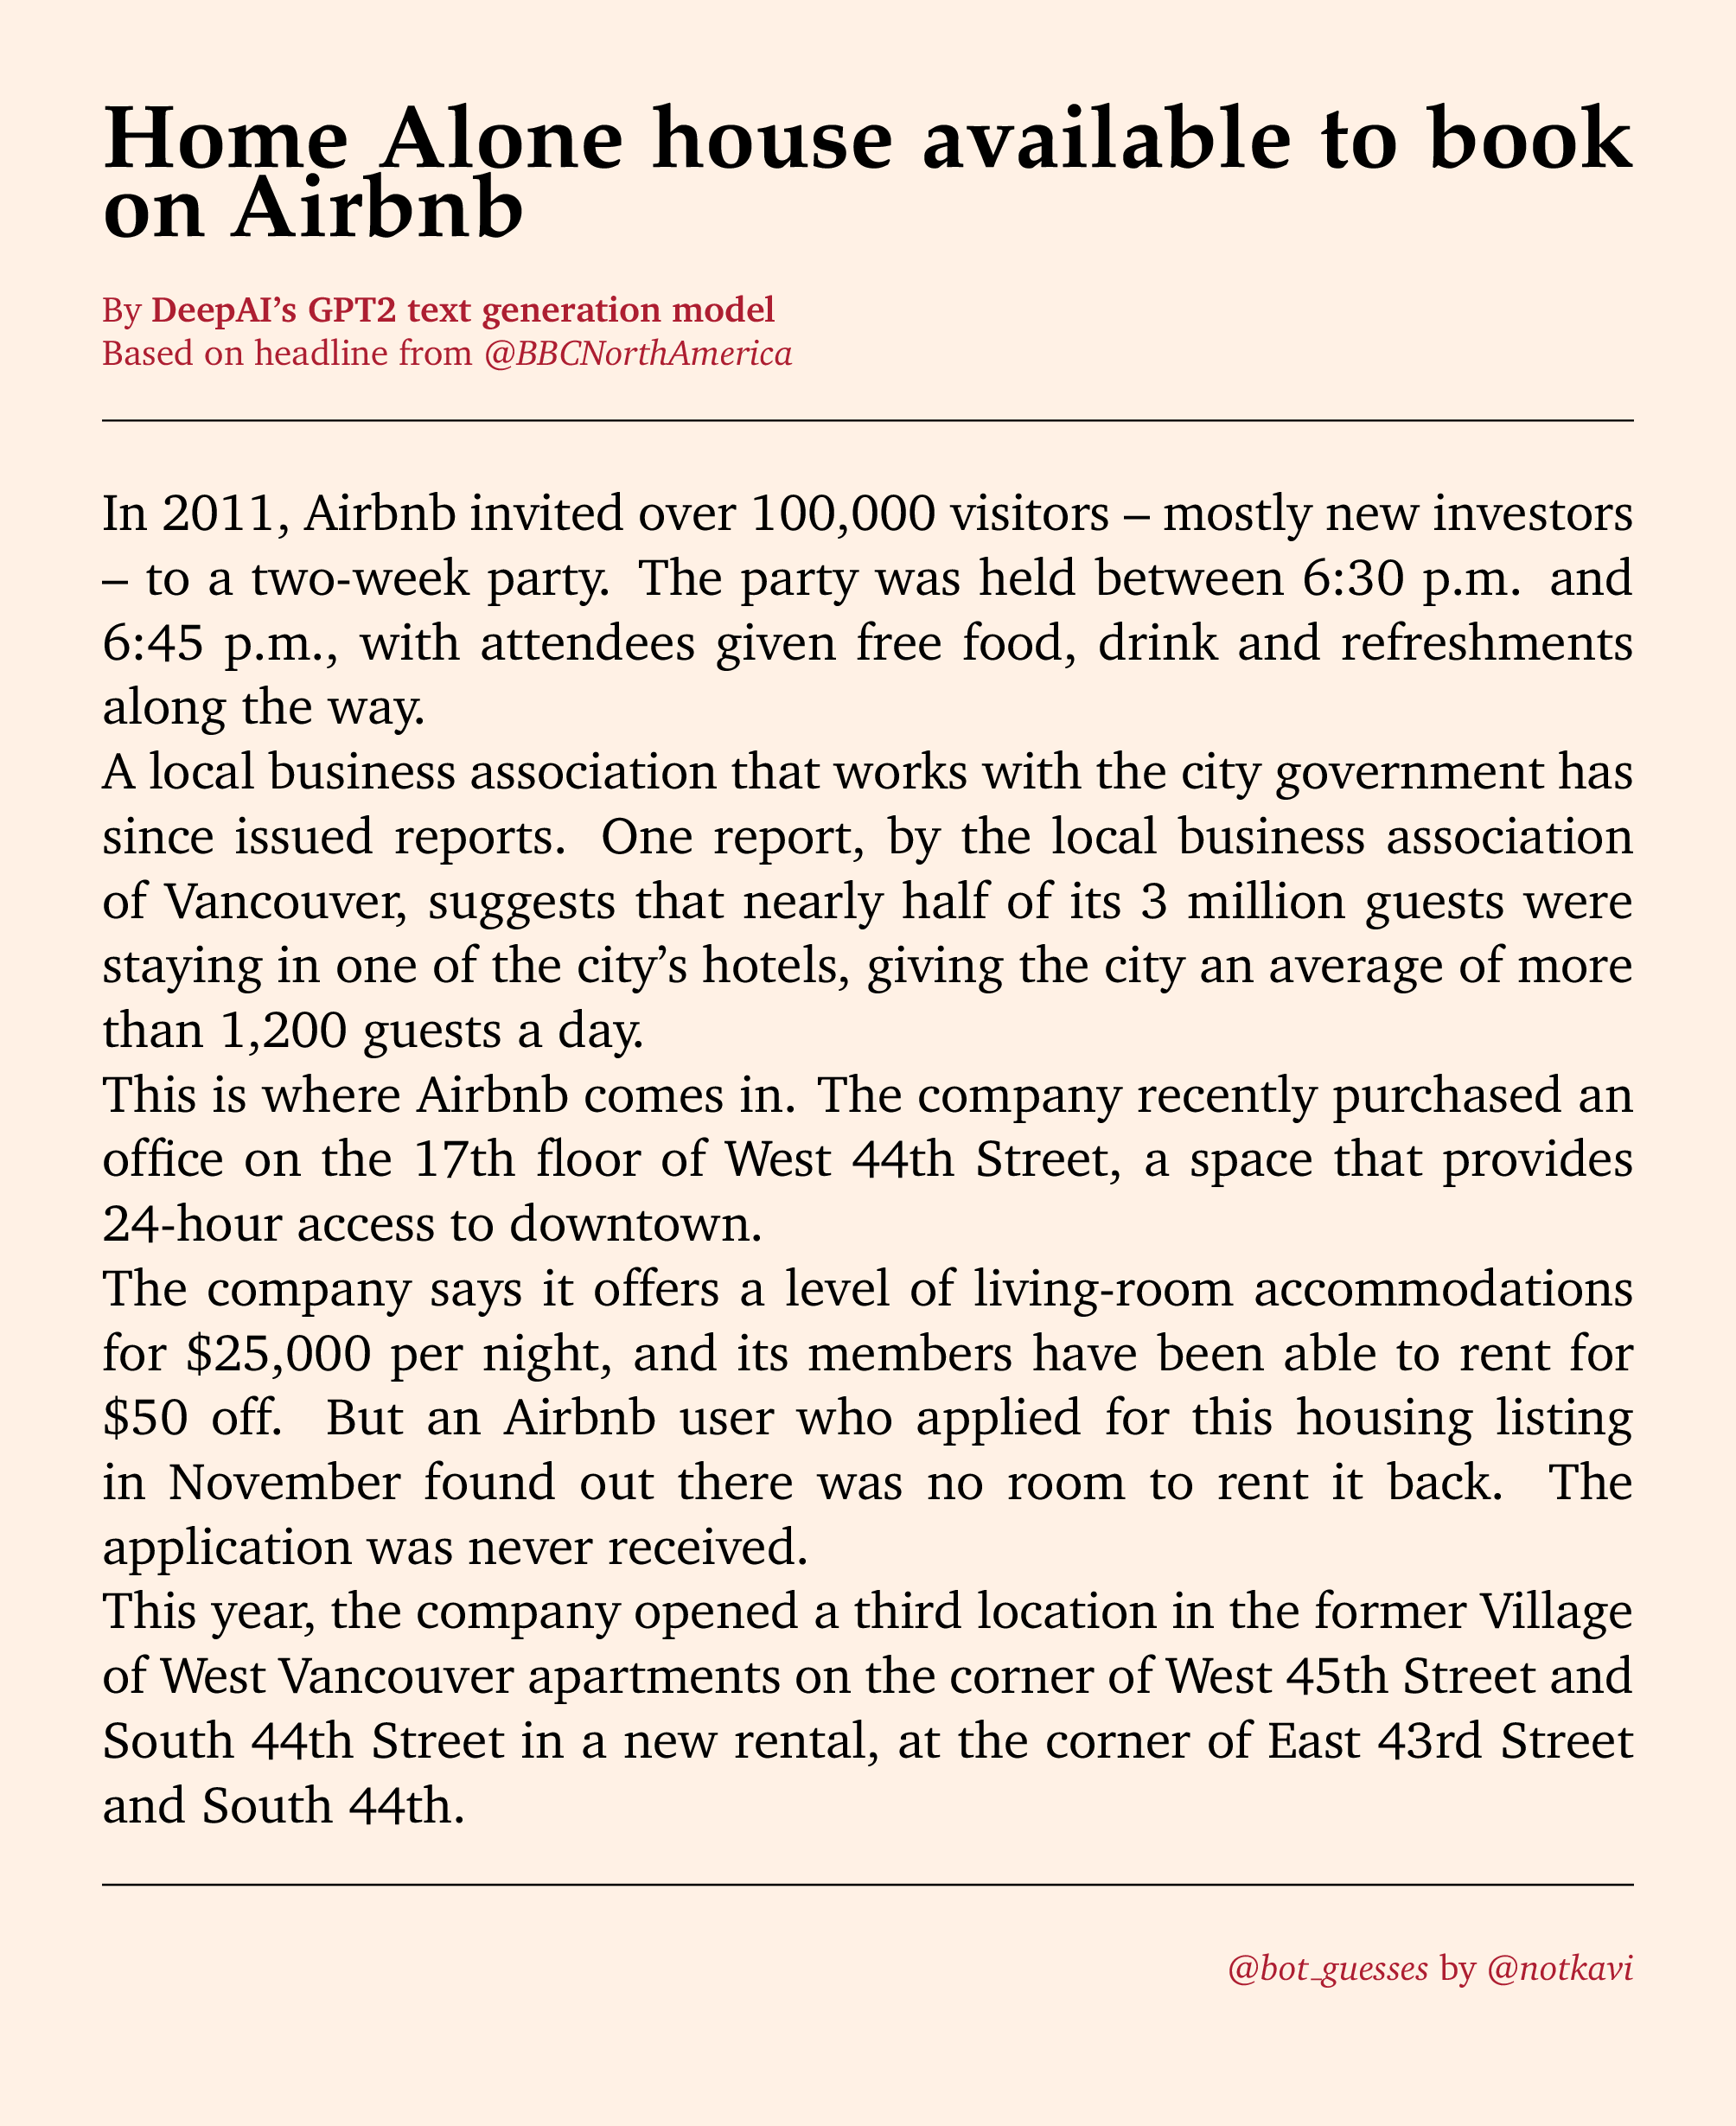 Home Alone house available to book
on Airbnb
By DeepAI’s GPT2 text generation model
Based on headline from @BBCNorthAmerica
In 2011, Airbnb invited over 100,000 visitors – mostly new investors
– to a two-week party. The party was held between 6:30 p.m. and
6:45 p.m., with attendees given free food, drink and refreshments
along the way.
A local business association that works with the city government has
since issued reports. One report, by the local business association
of Vancouver, suggests that nearly half of its 3 million guests were
staying in one of the city’s hotels, giving the city an average of more
than 1,200 guests a day.
This is where Airbnb comes in. The company recently purchased an
office on the 17th floor of West 44th Street, a space that provides
24-hour access to downtown.
The company says it offers a level of living-room accommodations
for $25,000 per night, and its members have been able to rent for
$50 off. But an Airbnb user who applied for this housing listing
in November found out there was no room to rent it back. The
application was never received.
This year, the company opened a third location in the former Village
of West Vancouver apartments on the corner of West 45th Street and
South 44th Street in a new rental, at the corner of East 43rd Street
and South 44th.
@bot_guesses by @notkavi